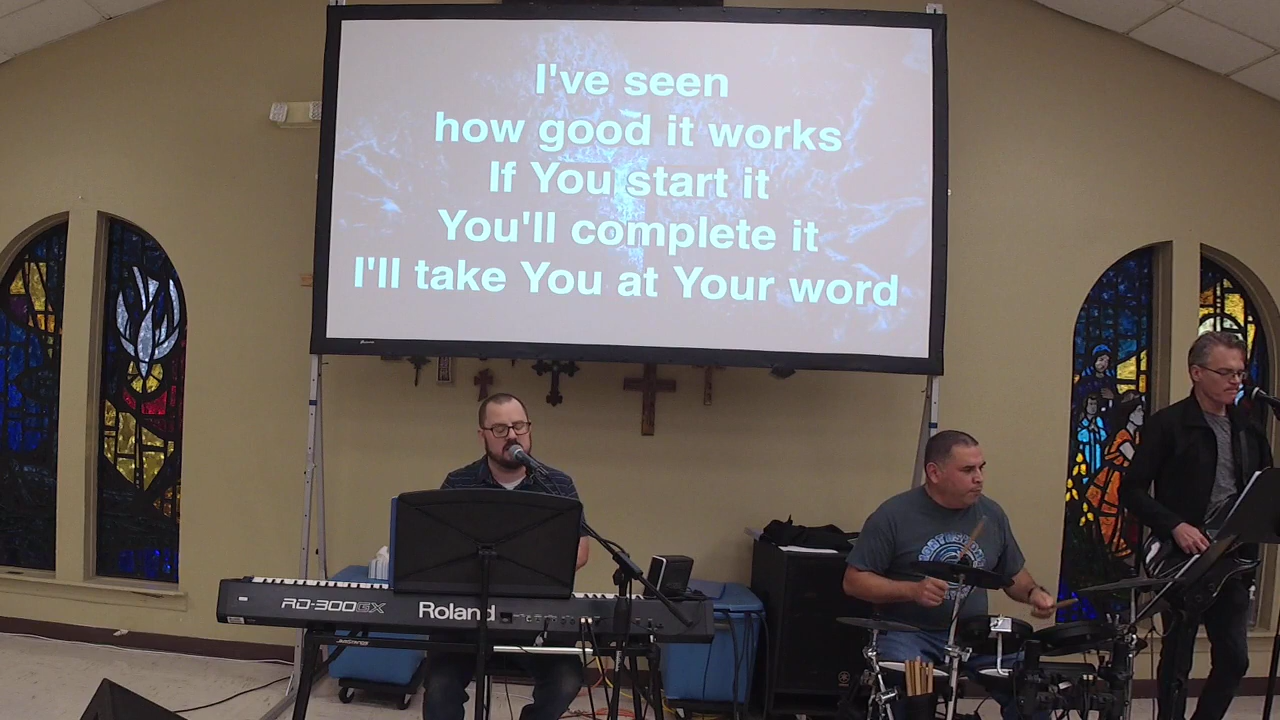 I've seen
how good it works
If You start it
You'll complete it
I'll take You at Your word
RD-300GX
Roland